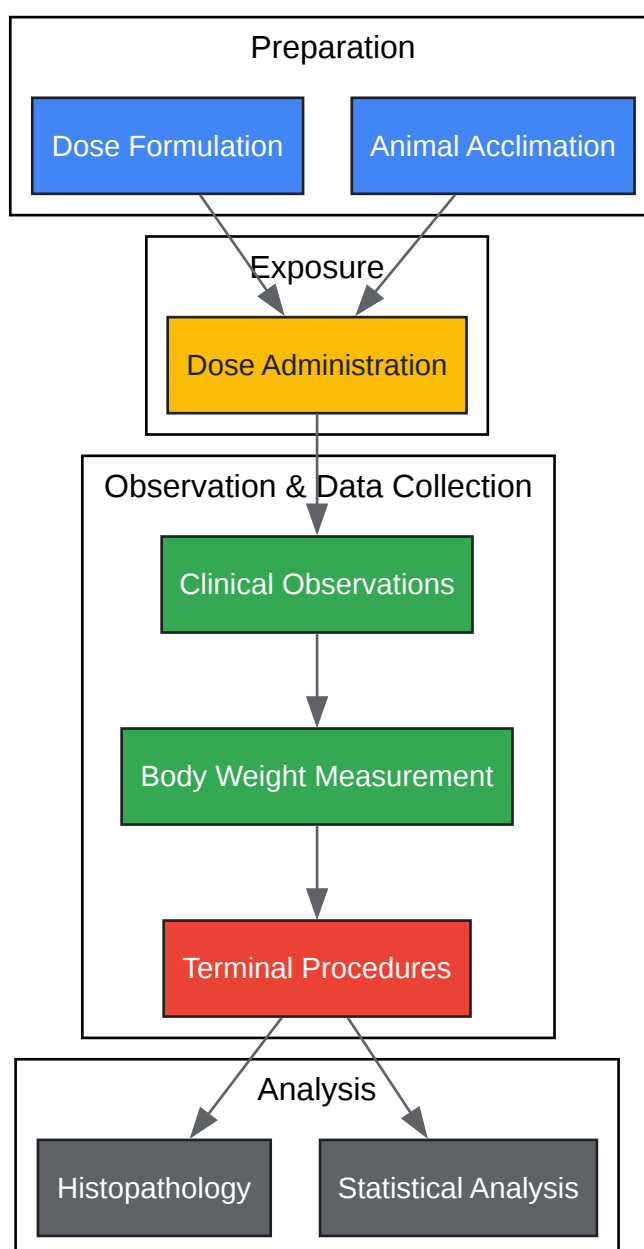 Preparation
Dose Formulation
Animal Acclimation
Exposure
Dose Administration
Observation & Data Collection
Clinical Observations
Body Weight Measurement
Terminal Procedures
Analysis
Histopathology
Statistical Analysis